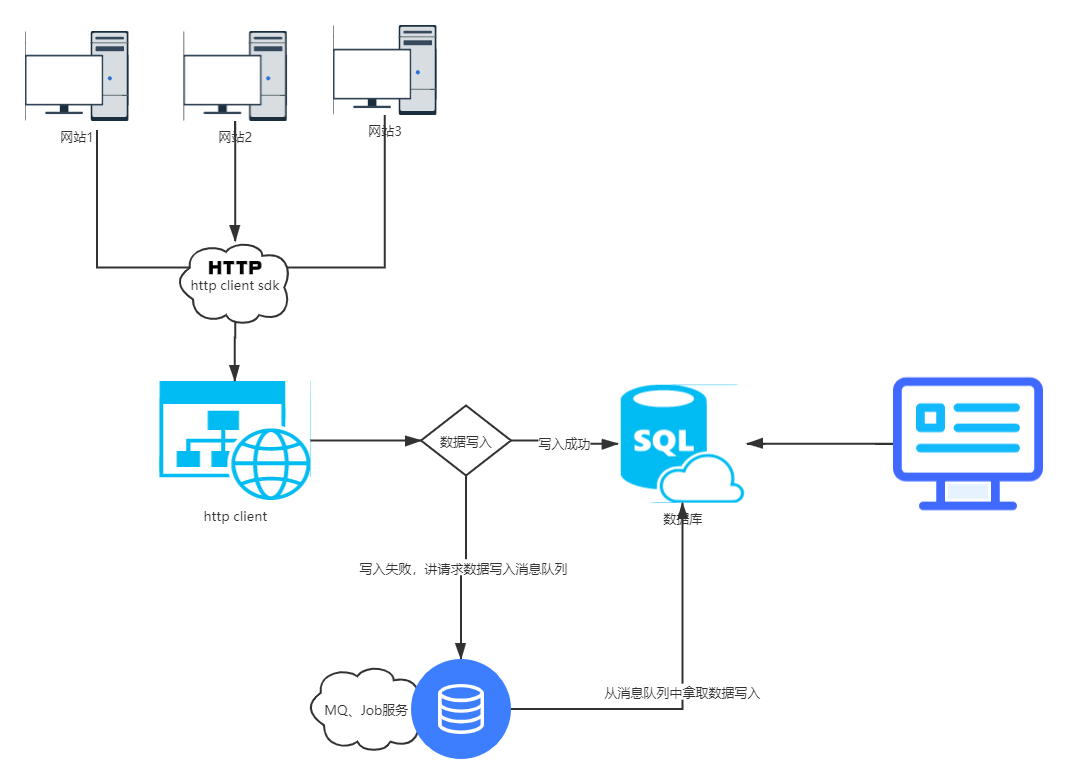 网站1
网站2
网站3
HTTP
http client sdk
http client
数据写入
写入成功
SQL
数据库
写入失败，讲请求数据写入消息队列
MQ、Job服务
从消息队列中拿取数据写入